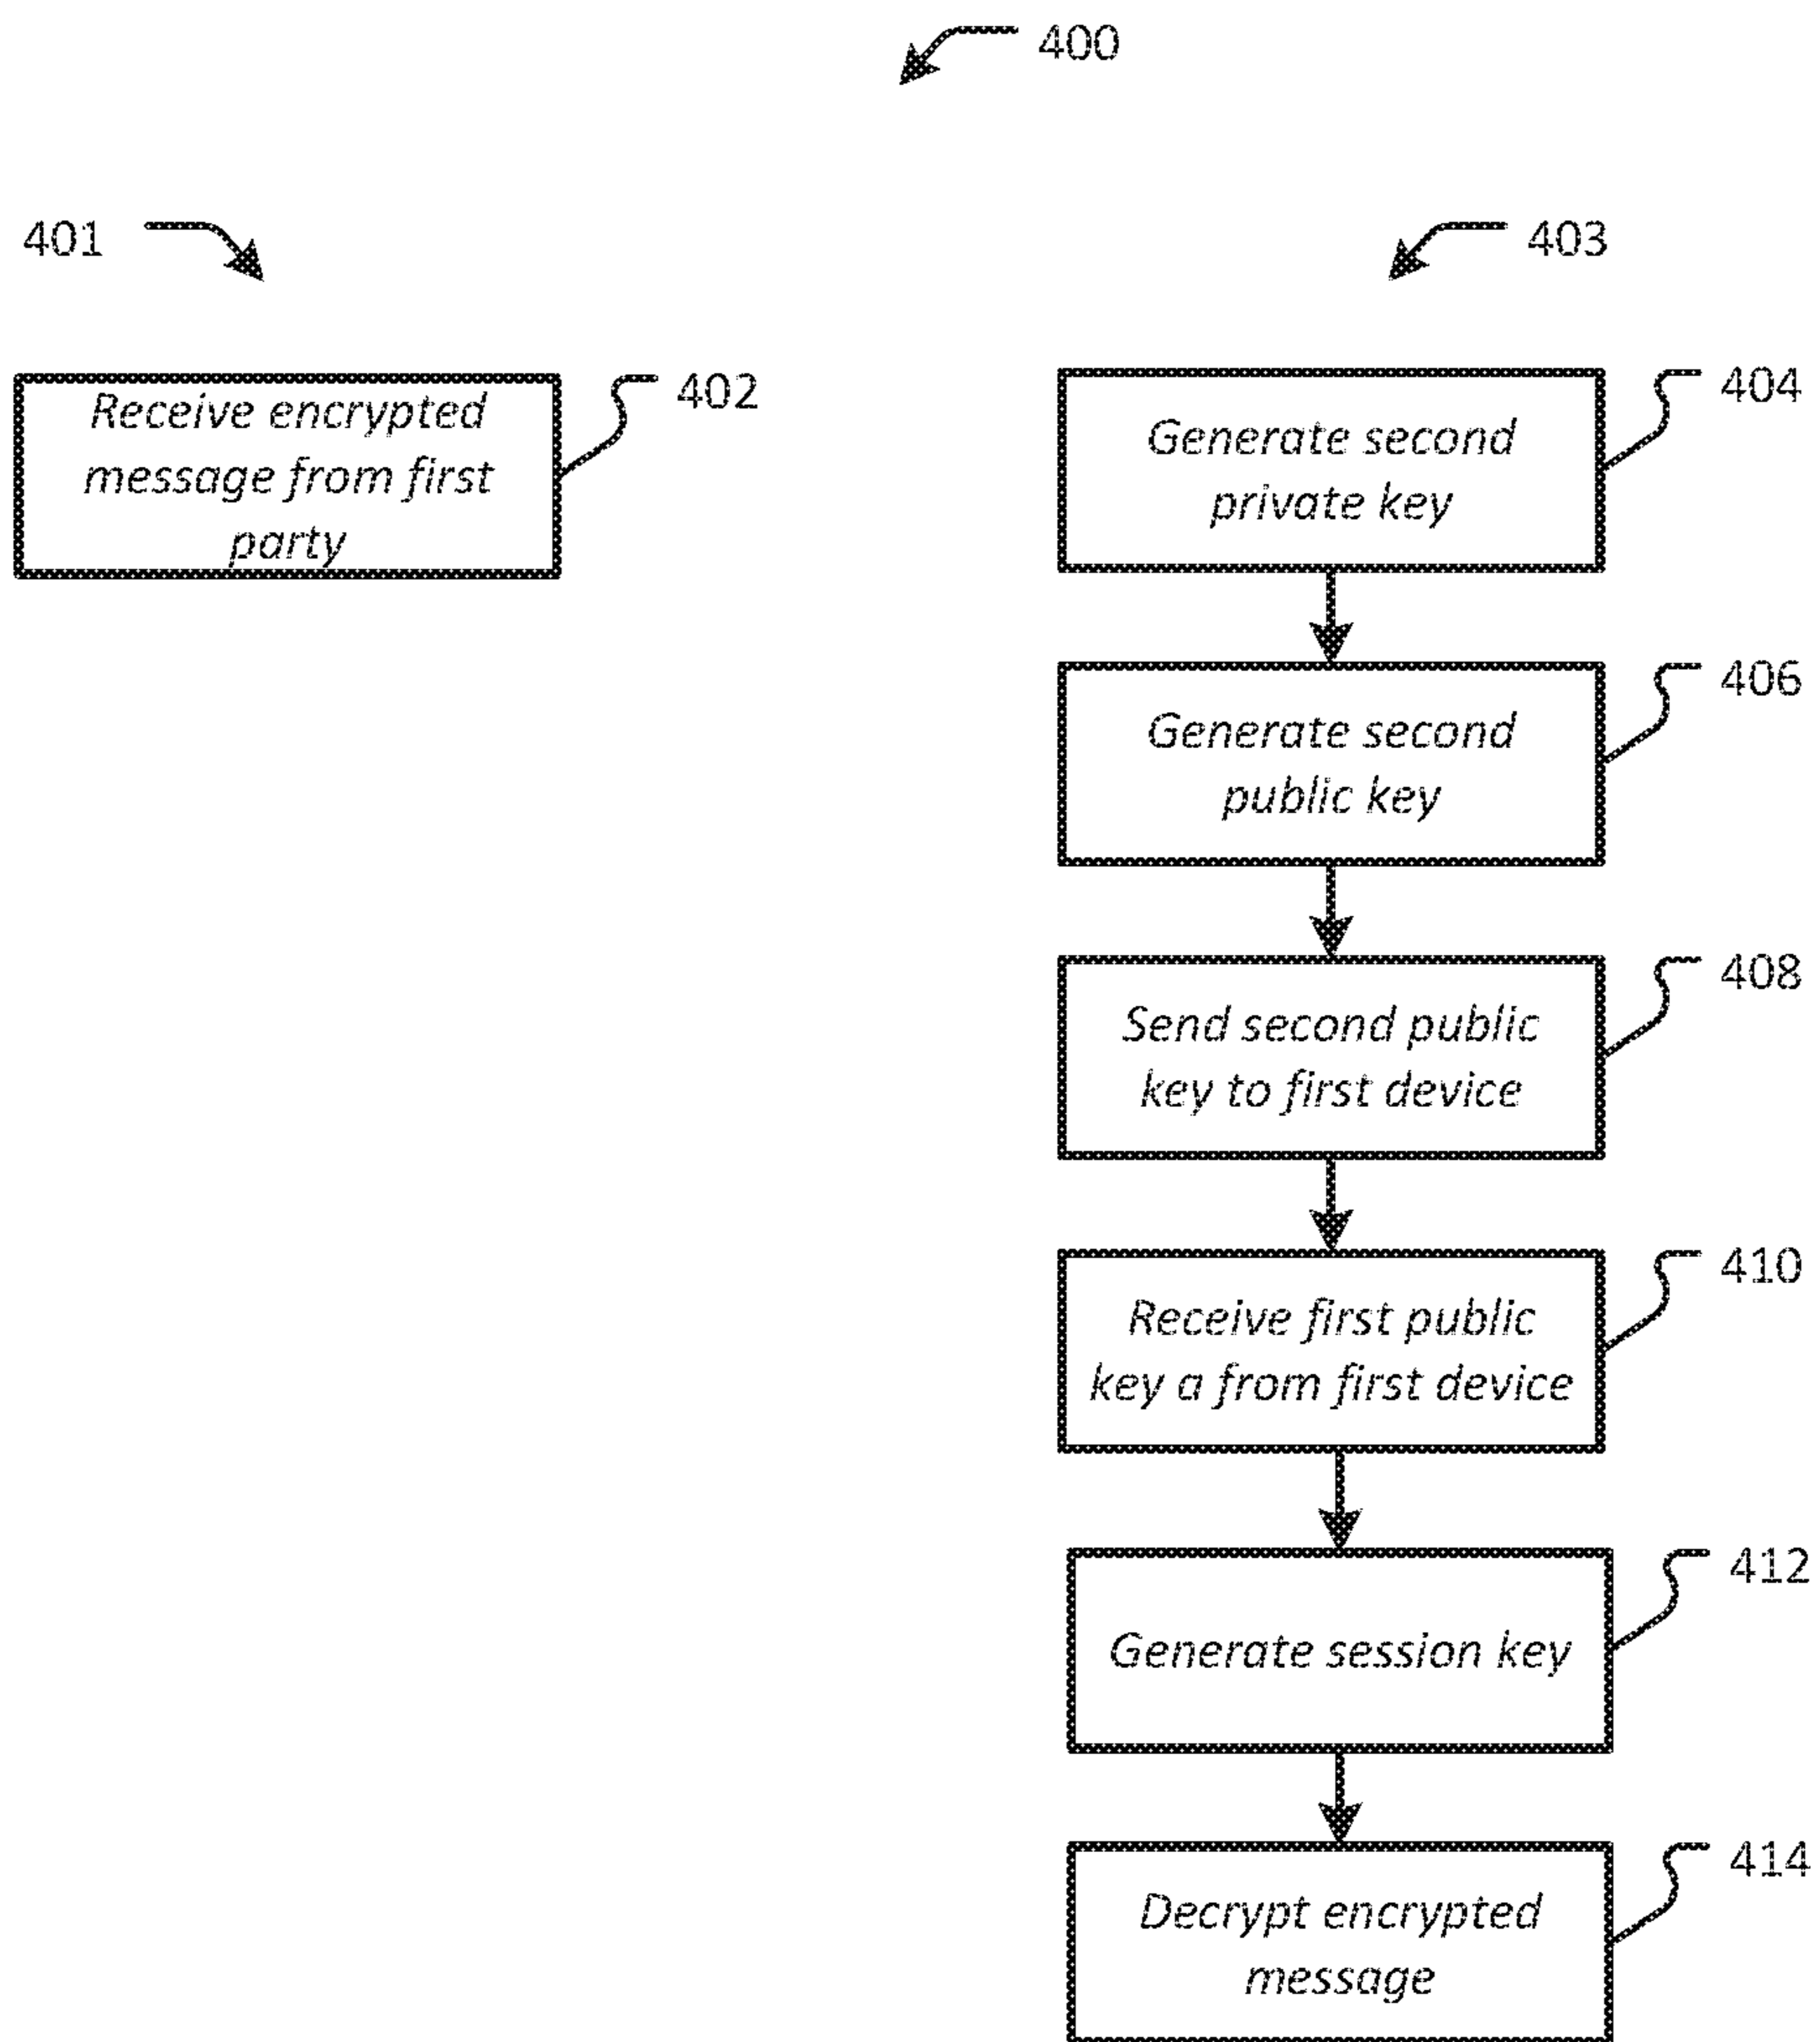 400
401
403
Receive encrypted
message from first
party
402
Generate second
private key
404
Generate second
public key
406
Send second public
key to first device
408
Receive first public
key a from first device
410
Generate session key
412
Decrypt encrypted
message
414